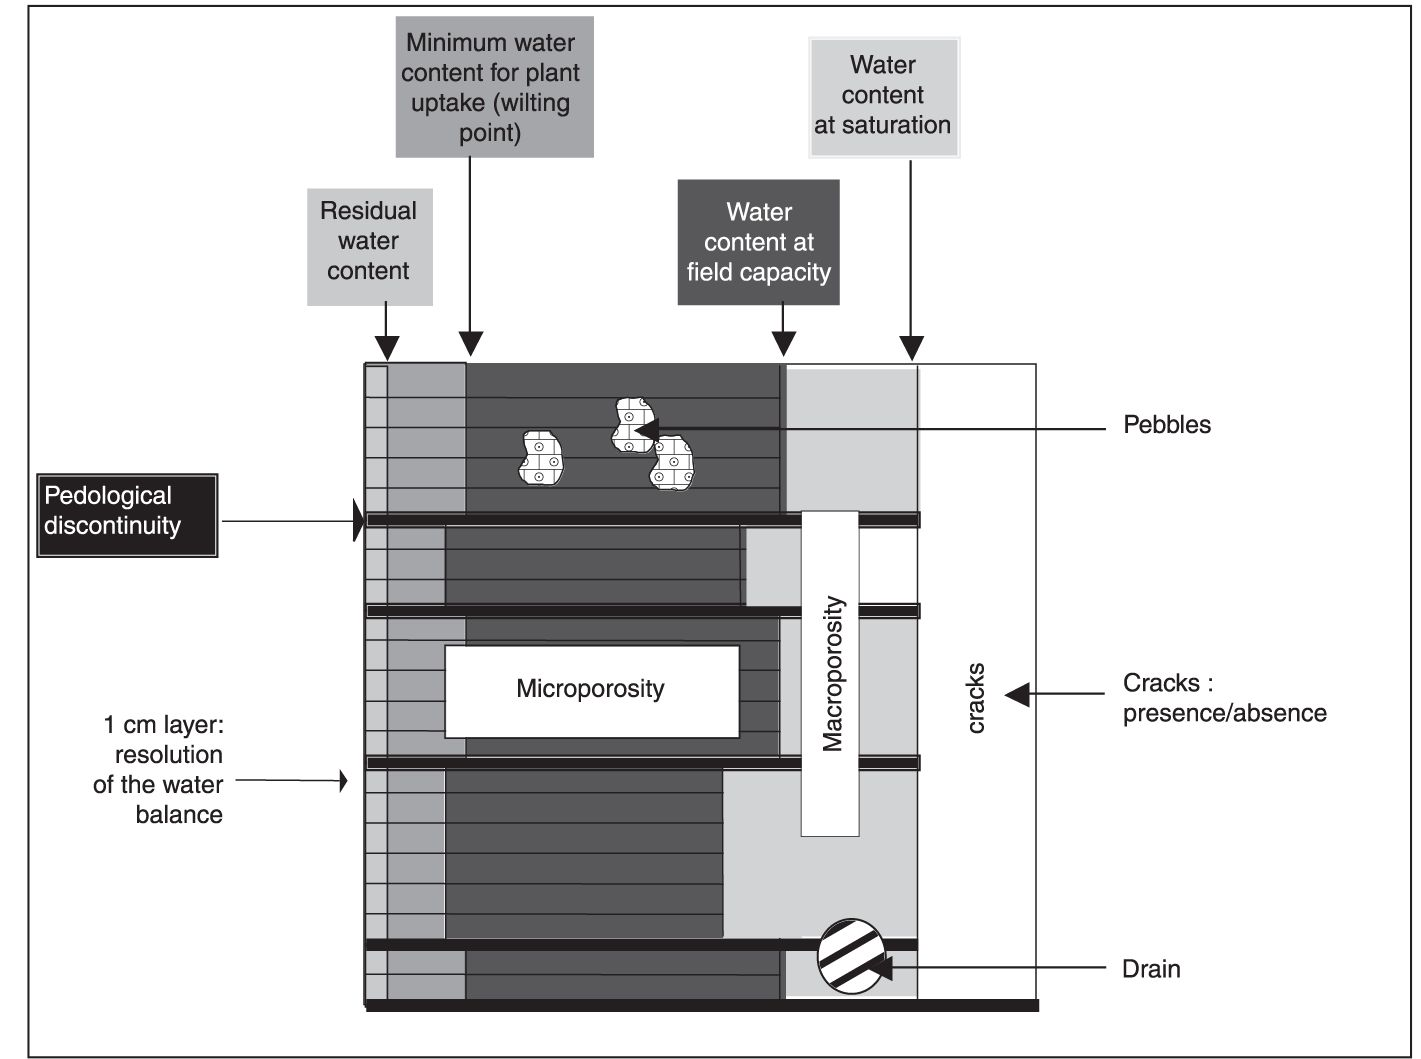 Minimum water
content for plant
uptake (wilting
point)
Water
content
at saturation
Residual
water
content
Water
content at
field capacity
Pebbles
Pedological
discontinuity
Macroporosity
Microporosity
cracks
Cracks :
presence/absence
1 cm layer:
resolution
of the water
balance
Drain